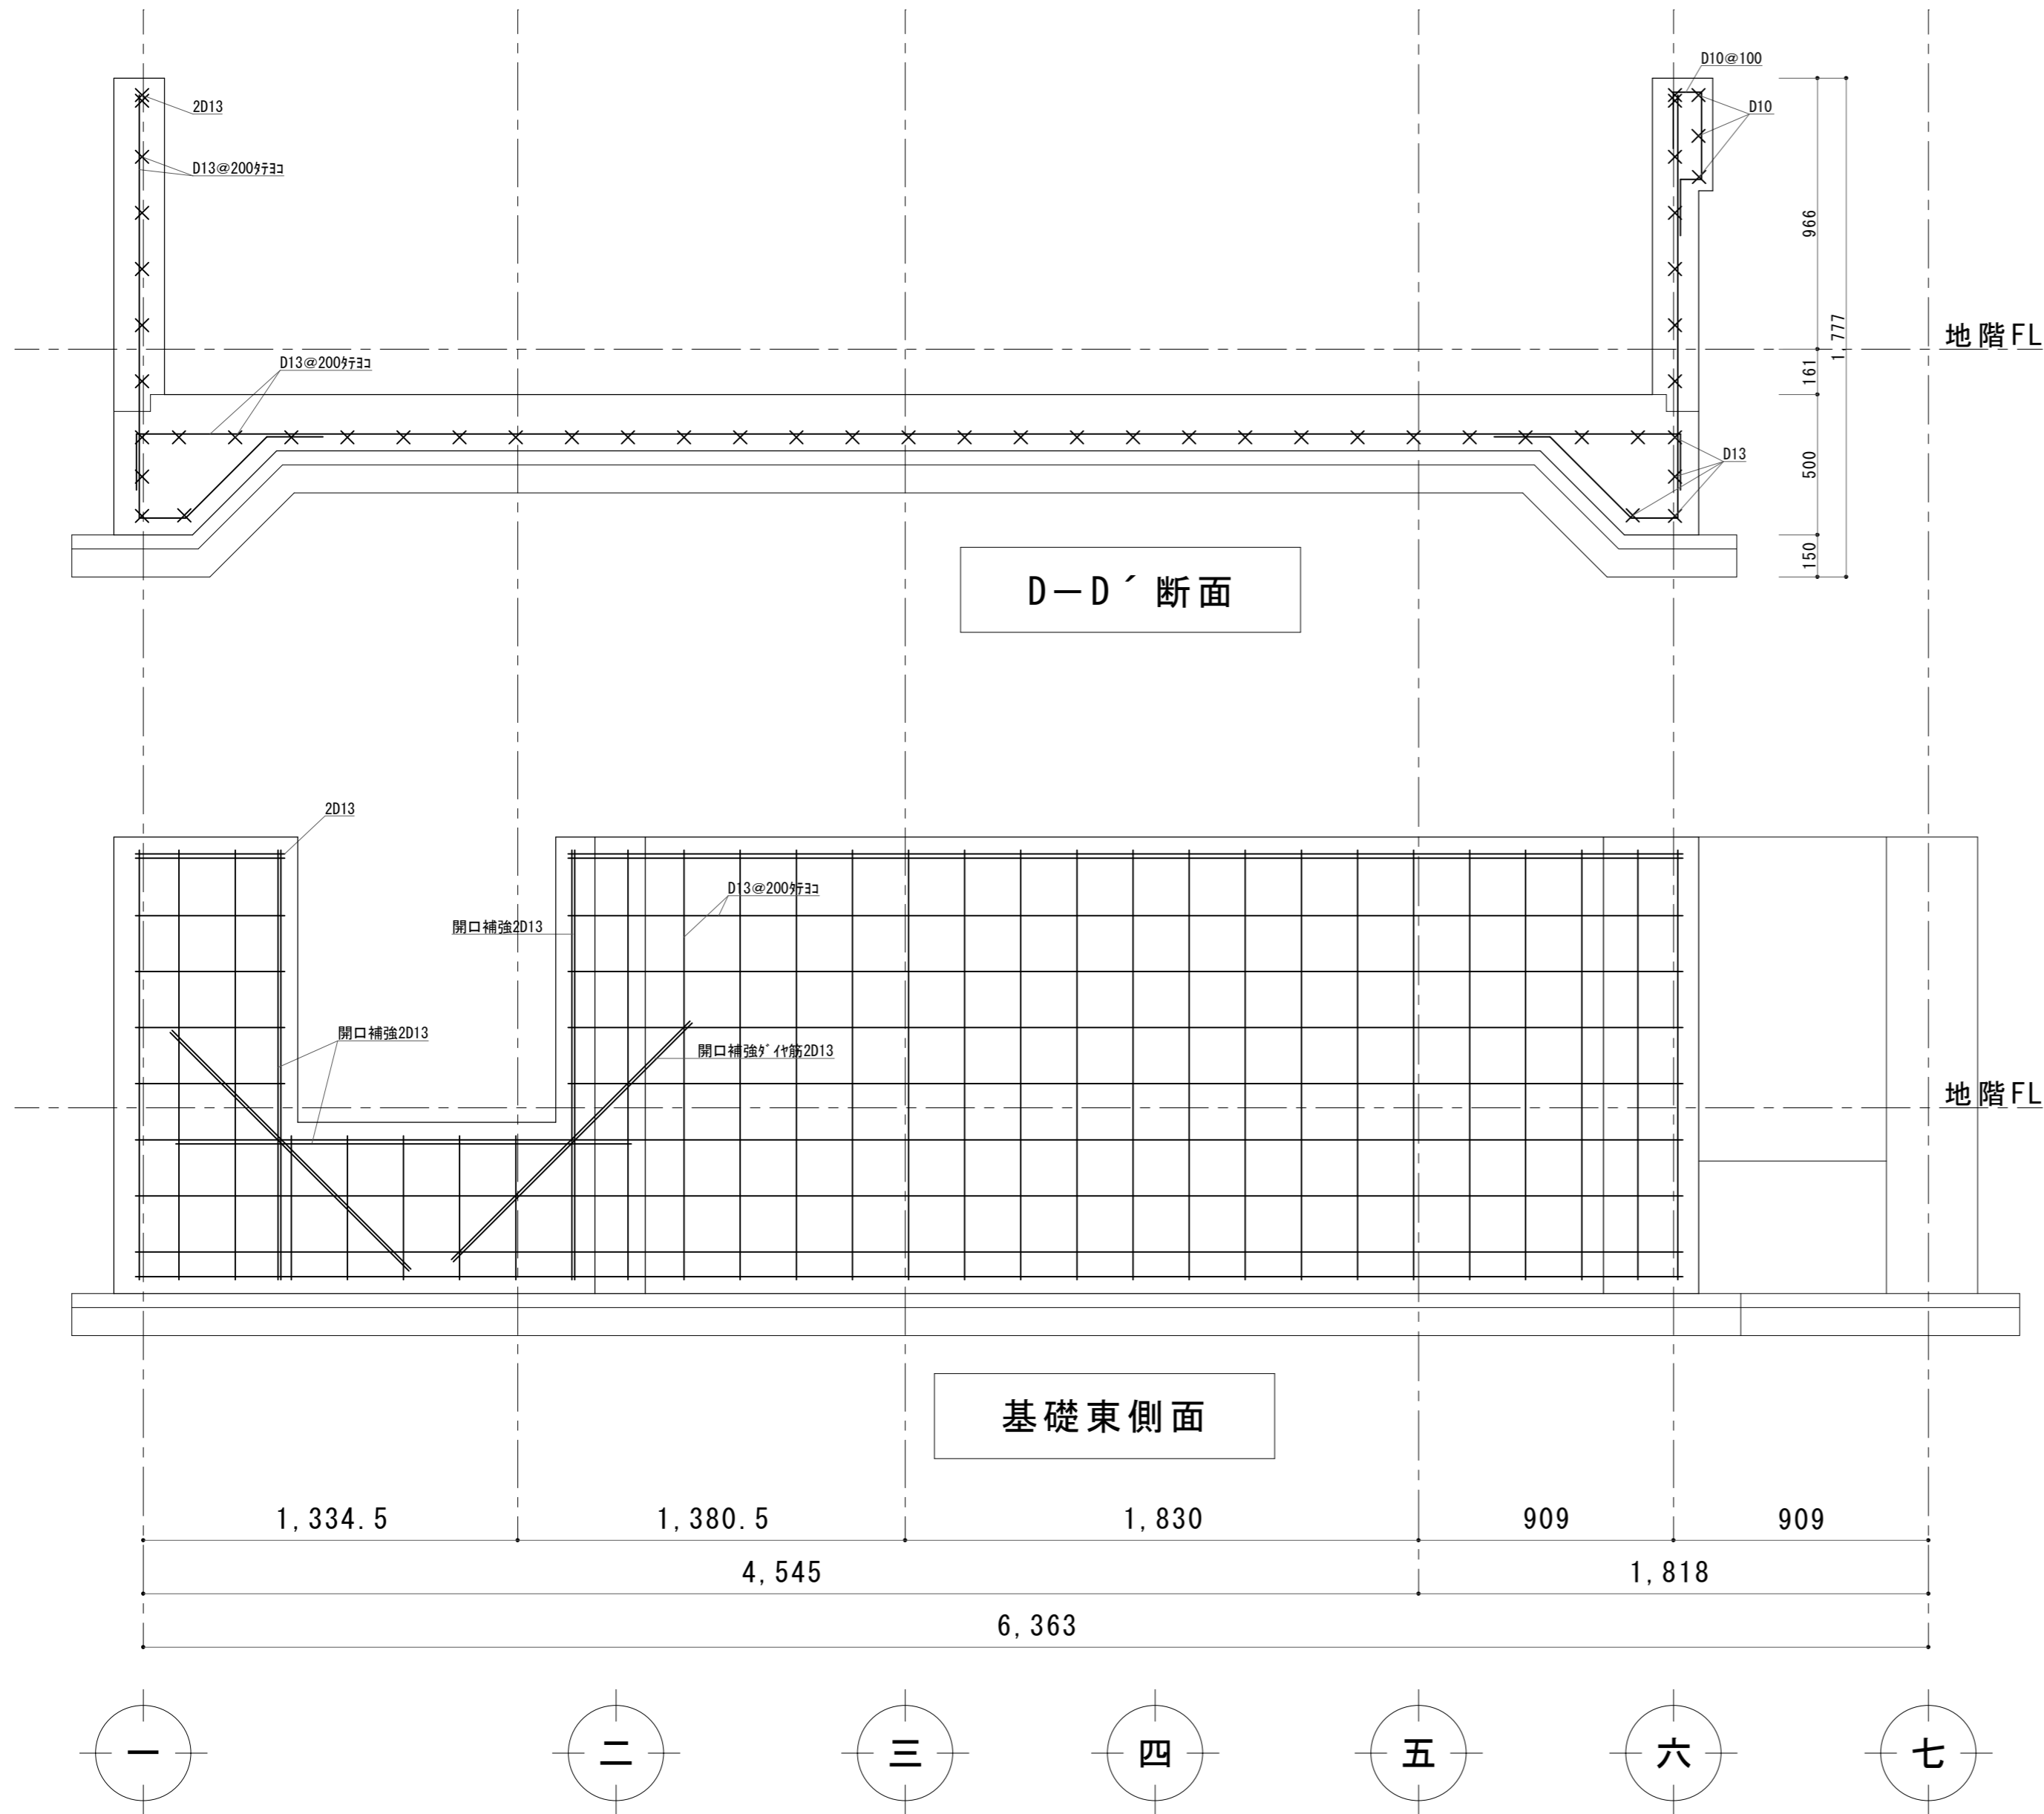 D10@100
2D13
D10
D13@200ﾀﾃﾖｺ
966
地階FL
1,777
161
D13@200ﾀﾃﾖｺ
D13
500
150
D－D´断面
2D13
D13@200ﾀﾃﾖｺ
開口補強2D13
開口補強2D13
開口補強ﾀﾞｲﾔ筋2D13
地階FL
基礎東側面
1,334.5
1,380.5
1,830
909
909
4,545
1,818
6,363
一
二
三
四
五
六
七